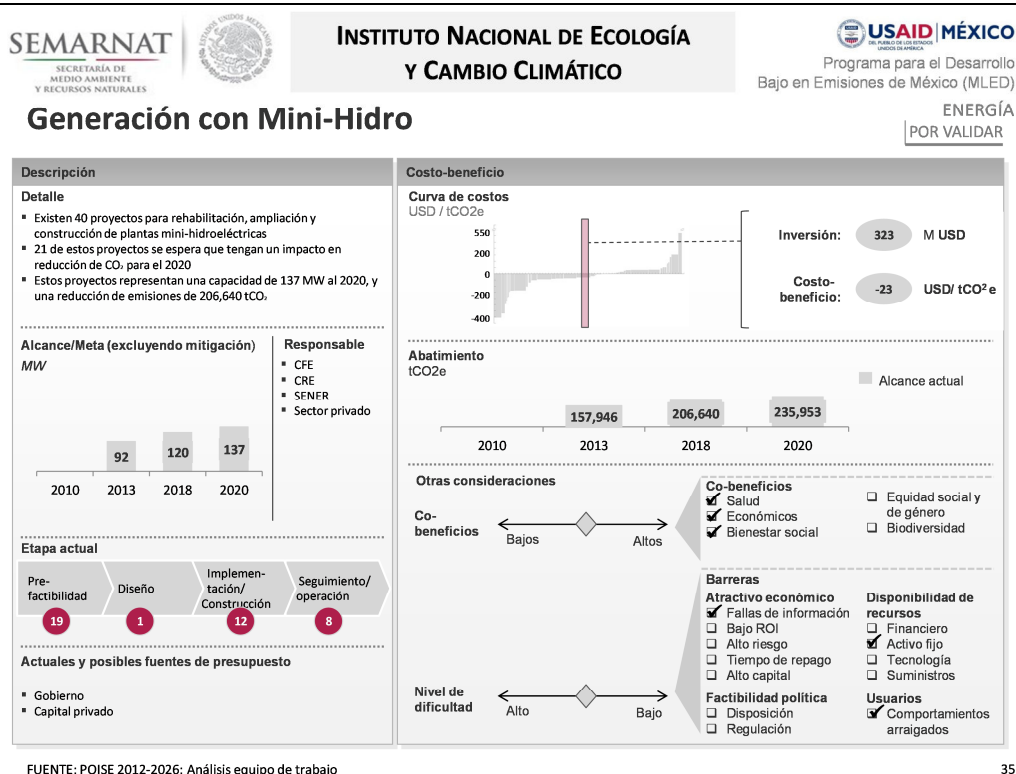 SEMARNAT
SECRETARÍA DE
MEDIO AMBIENTE
Y RECURSOS NATURALES
INSTITUTO NACIONAL DE ECOLOGÍA
Y CAMBIO CLIMÁTICO
USAID | MÉXICO
DEL PUEBLO DE LOS ESTADOS
UNIDOS DE AMÉRICA
Programa para el Desarrollo
Bajo en Emisiones de México (MLED)
Generación con Mini-Hidro
ENERGÍA
POR VALIDAR
Descripción
Detalle
▪ Existen 40 proyectos para rehabilitación, ampliación y
construcción de plantas mini-hidroeléctricas
▪ 21 de estos proyectos se espera que tengan un impacto en
reducción de CO₂ para el 2020
▪ Estos proyectos representan una capacidad de 137 MW al 2020, y
una reducción de emisiones de 206,640 tCO₂
Alcance/Meta (excluyendo mitigación)
MW
92
120
137
2010 2013 2018 2020
Responsable
▪ CFE
▪ CRE
▪ SENER
▪ Sector privado
Etapa actual
Pre-
factibilidad
19
Diseño
1
Implemen-
tación/
Construcción
12
Seguimiento/
operación
8
Actuales y posibles fuentes de presupuesto
▪ Gobierno
▪ Capital privado
Costo-beneficio
Curva de costos
USD / tCO2e
550
200
0
-200
-400
Inversión: 323 M USD
Costo-
beneficio: -23 USD/ tCO² e
Abatimiento
tCO2e
Alcance actual
157,946
206,640
235,953
2010 2013 2018 2020
Otras consideraciones
Co-
beneficios
Bajos
Altos
Co-beneficios
Salud
Económicos
Bienestar social
Equidad social y
de género
Biodiversidad
Nivel de
dificultad
Alto
Bajo
Barreras
Atractivo económico
Fallas de información
Bajo ROI
Alto riesgo
Tiempo de repago
Alto capital
Factibilidad política
Disposición
Regulación
Disponibilidad de
recursos
Financiero
Activo fijo
Tecnología
Suministros
Usuarios
Comportamientos
arraigados
FUENTE: POISE 2012-2026; Análisis equipo de trabajo
35